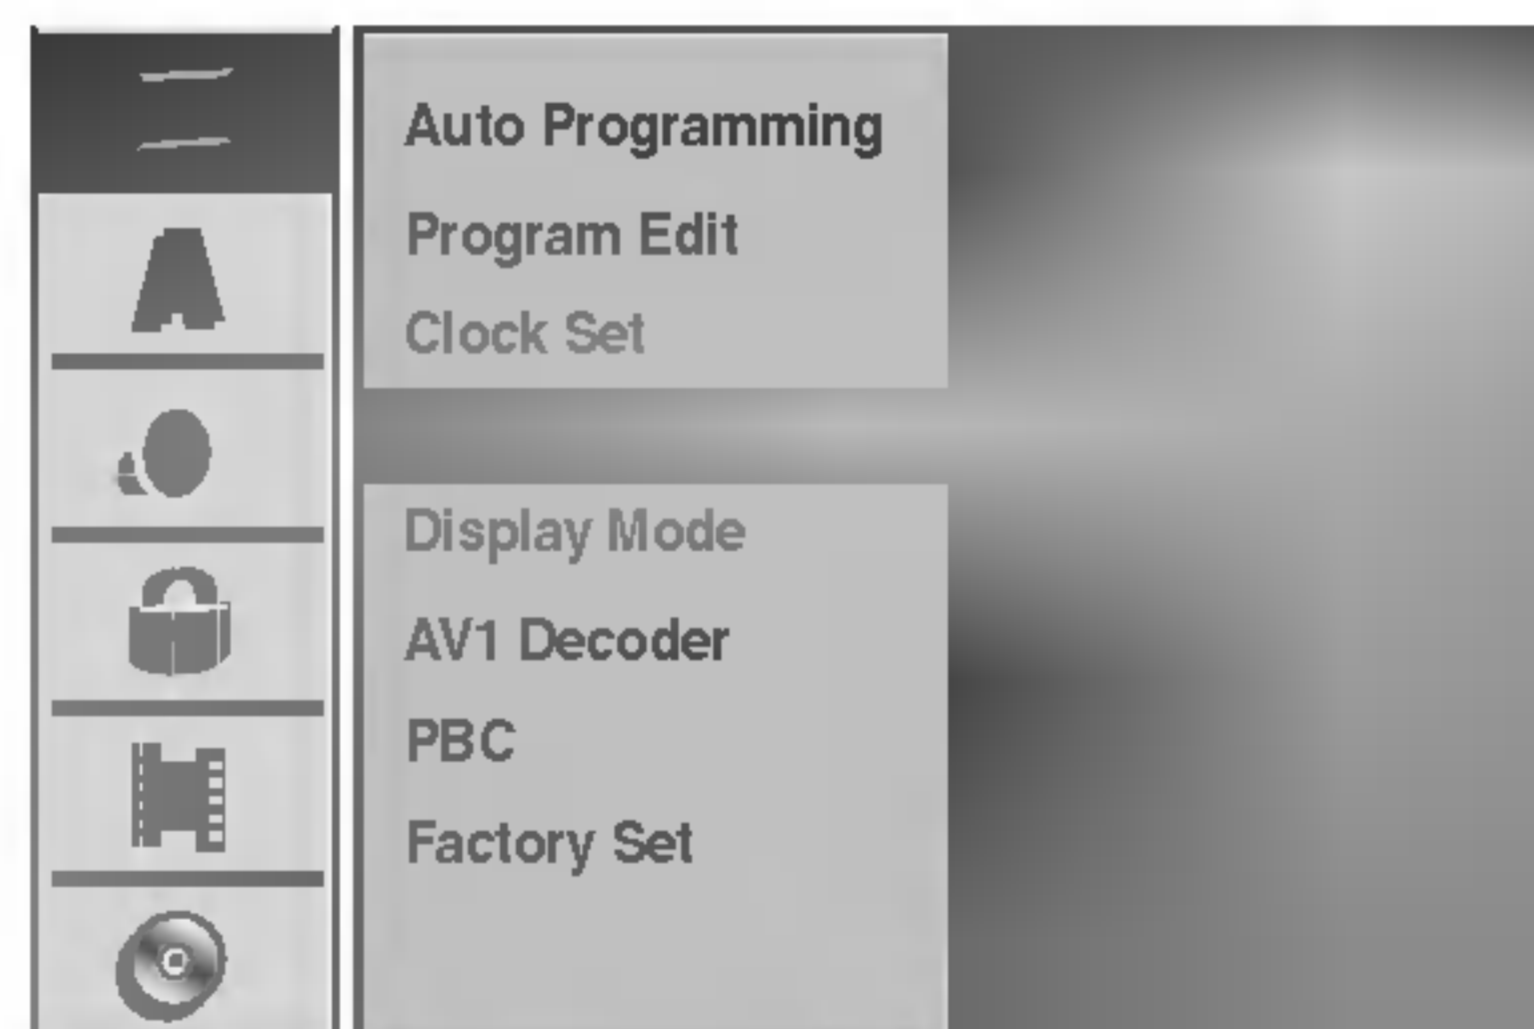 Auto Programming
Program Edit
Clock Set
Display Mode
AV1 Decoder
PBC
Factory Set